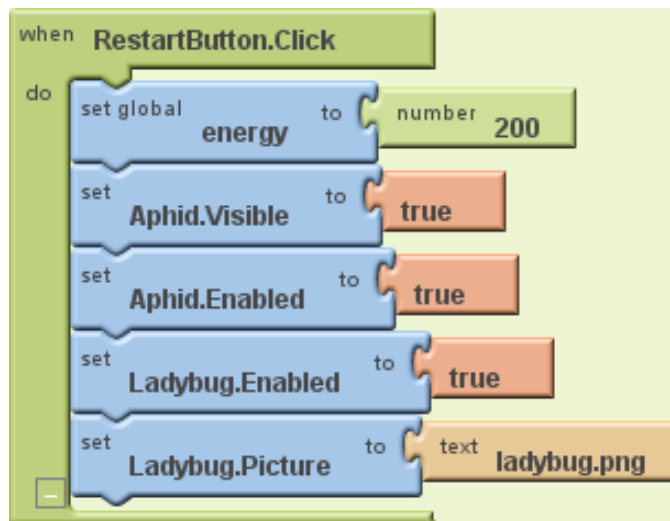 when RestartButton.Click
do
set global energy to number 200
set Aphid.Visible to true
set Aphid.Enabled to true
set Ladybug.Enabled to true
set Ladybug.Picture to text ladybug.png